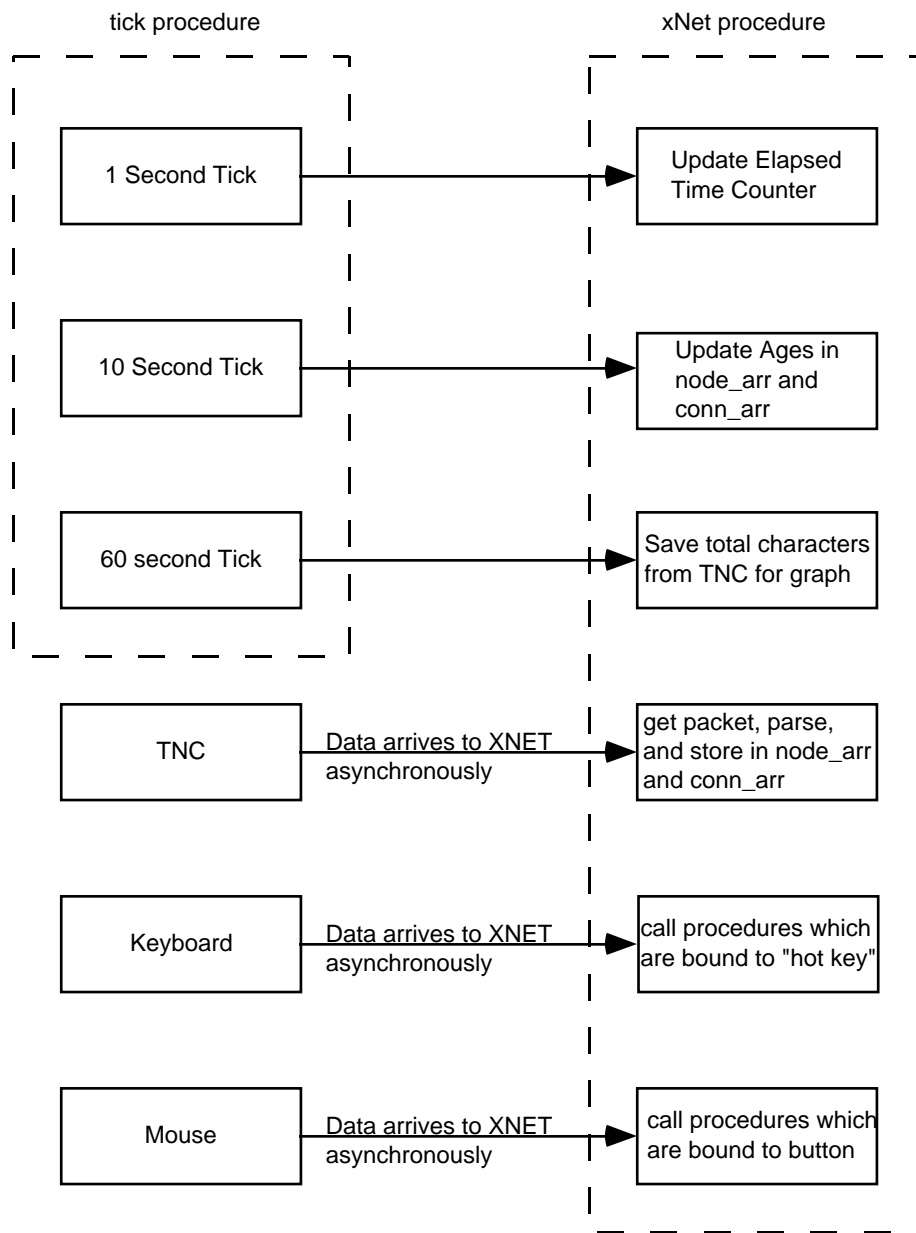 tick procedure
xNet procedure
1 Second Tick
Update Elapsed
Time Counter
10 Second Tick
Update Ages in
node_arr and
conn_arr
60 second Tick
Save total characters
from TNC for graph
TNC
Data arrives to XNET
asynchronously
get packet, parse,
and store in node_arr
and conn_arr
Keyboard
Data arrives to XNET
asynchronously
call procedures which
are bound to "hot key"
Mouse
Data arrives to XNET
asynchronously
call procedures which
are bound to button